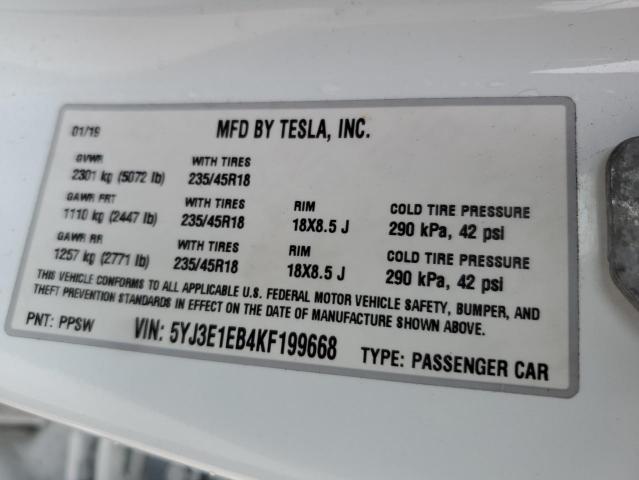 01/19 MFD BY TESLA, INC.
GVWR WITH TIRES
2301 kg (5072 lb) 235/45R18
GAWR FRT WITH TIRES RIM COLD TIRE PRESSURE
1110 kg (2447 lb) 235/45R18 18X8.5 J 290 kPa, 42 psi
GAWR RR WITH TIRES RIM COLD TIRE PRESSURE
1257 kg (2771 lb) 235/45R18 18X8.5 J 290 kPa, 42 psi
THIS VEHICLE CONFORMS TO ALL APPLICABLE U.S. FEDERAL MOTOR VEHICLE SAFETY, BUMPER, AND
THEFT PREVENTION STANDARDS IN EFFECT ON THE DATE OF MANUFACTURE SHOWN ABOVE.
PNT: PPSW VIN: 5YJ3E1EB4KF199668 TYPE: PASSENGER CAR